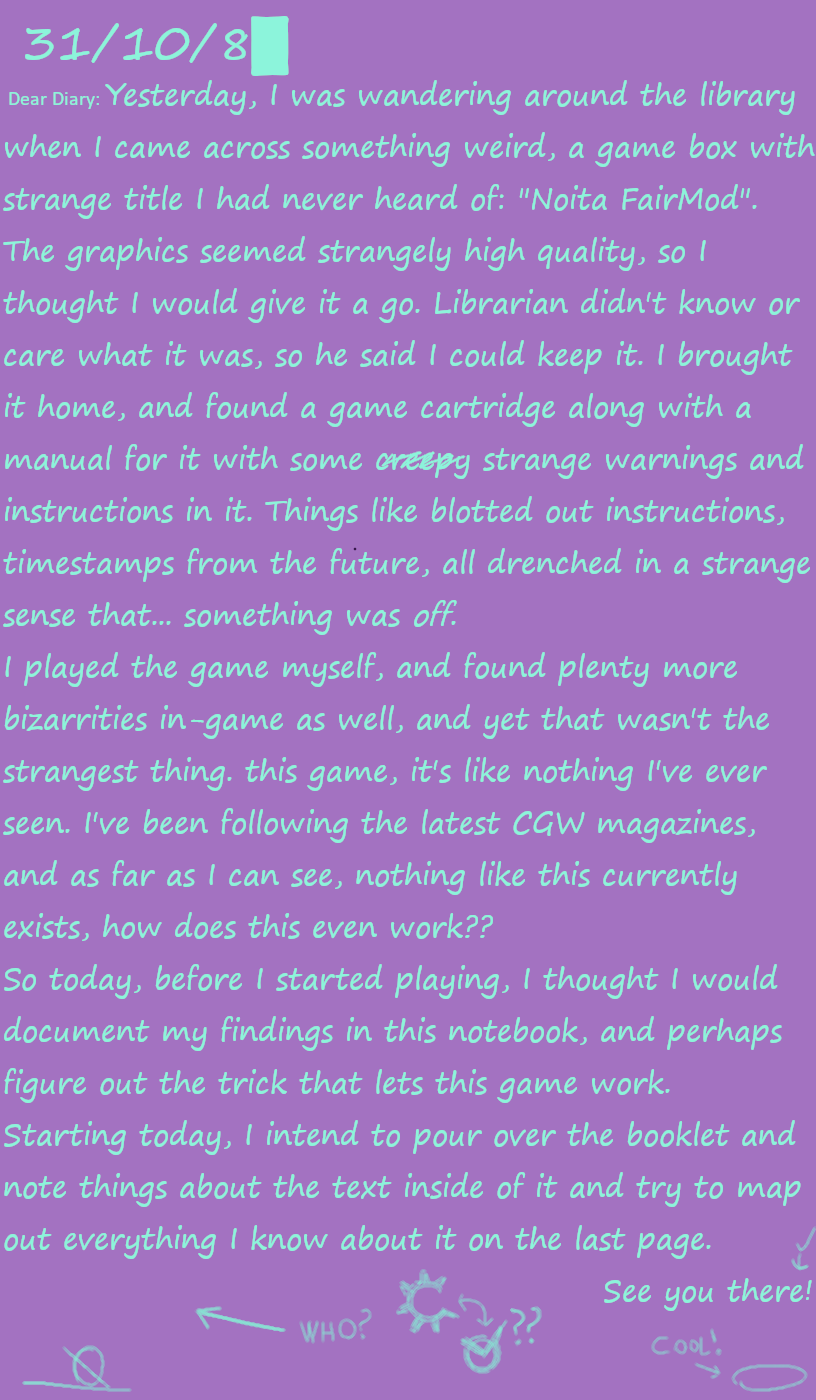 31/10/8
Dear Diary: Yesterday, I was wandering around the library
when I came across something weird, a game box with
strange title I had never heard of: "Noita FairMod".
The graphics seemed strangely high quality, so I
thought I would give it a go. Librarian didn't know or
care what it was, so he said I could keep it. I brought
it home, and found a game cartridge along with a
manual for it with some creepy strange warnings and
instructions in it. Things like blotted out instructions,
timestamps from the future, all drenched in a strange
sense that... something was off.
I played the game myself, and found plenty more
bizarrities in-game as well, and yet that wasn't the
strangest thing. this game, it's like nothing I've ever
seen. I've been following the latest CGW magazines,
and as far as I can see, nothing like this currently
exists, how does this even work??
So today, before I started playing, I thought I would
document my findings in this notebook, and perhaps
figure out the trick that lets this game work.
Starting today, I intend to pour over the booklet and
note things about the text inside of it and try to map
out everything I know about it on the last page.
See you there!
WHO? ??
COOL!